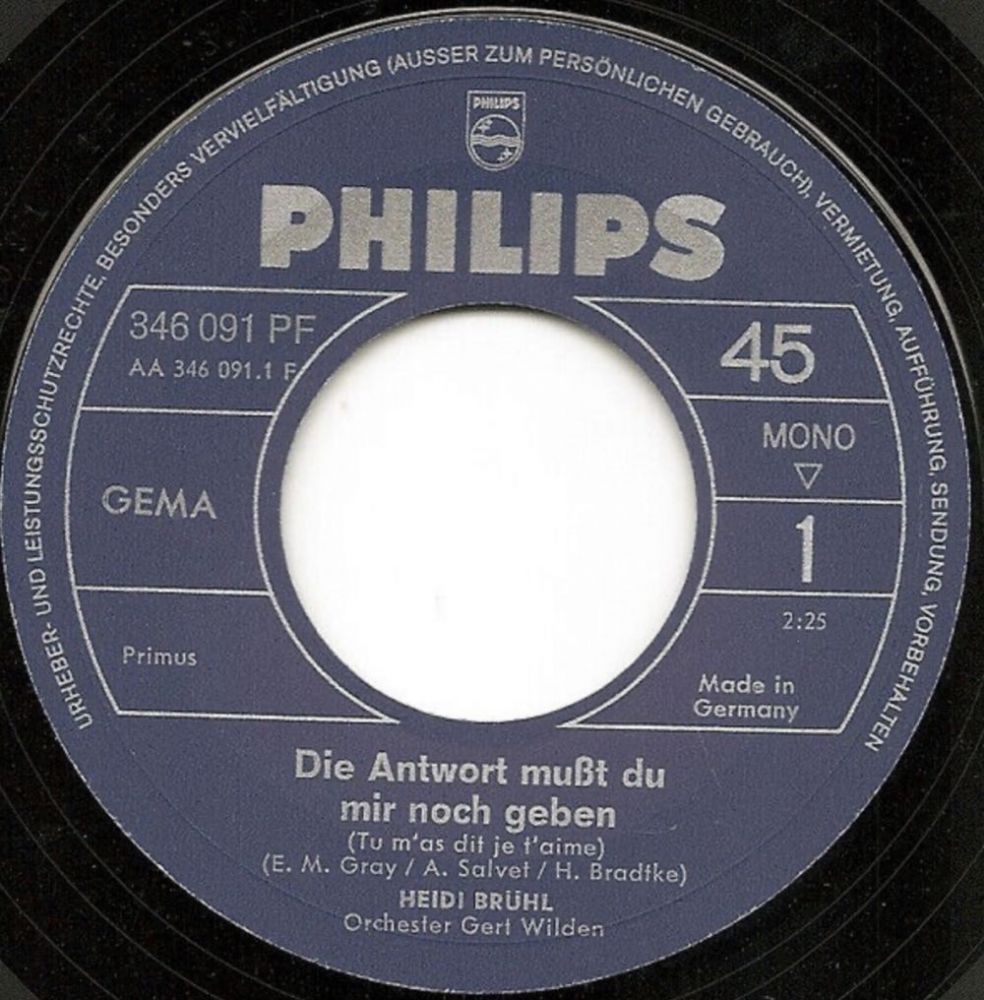 URHEBER- UND LEISTUNGSSCHUTZRECHTE, BESONDERS VERVIELFÄLTIGUNG (AUSSER ZUM PERSÖNLICHEN GEBRAUCH), VERMIETUNG, AUFFÜHRUNG, SENDUNG, VORBEHALTEN
PHILIPS
PHILIPS
346 091 PF
AA 346 091.1 F
GEMA
Primus
45
MONO
1
2:25
Made in
Germany
Die Antwort mußt du
mir noch geben
(Tu m'as dit je t'aime)
(E. M. Gray / A. Salvet / H. Bradtke)
HEIDI BRÜHL
Orchester Gert Wilden